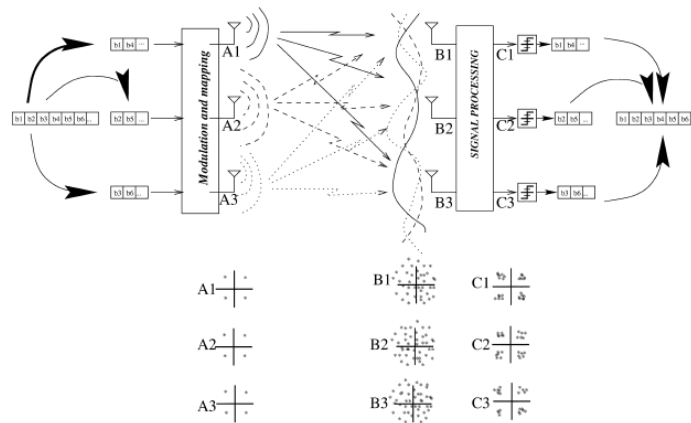 b1 b4 ...
A1
B1
C1
b1 b4 ...
b1 b2 b3 b4 b5 b6...
b2 b5 ...
Modulation and mapping
A2
B2
SIGNAL PROCESSING
C2
b2 b5 ...
b1 b2 b3 b4 b5 b6
b3 b6...
A3
B3
C3
b3 b6...
A1
B1
C1
A2
B2
C2
A3
B3
C3